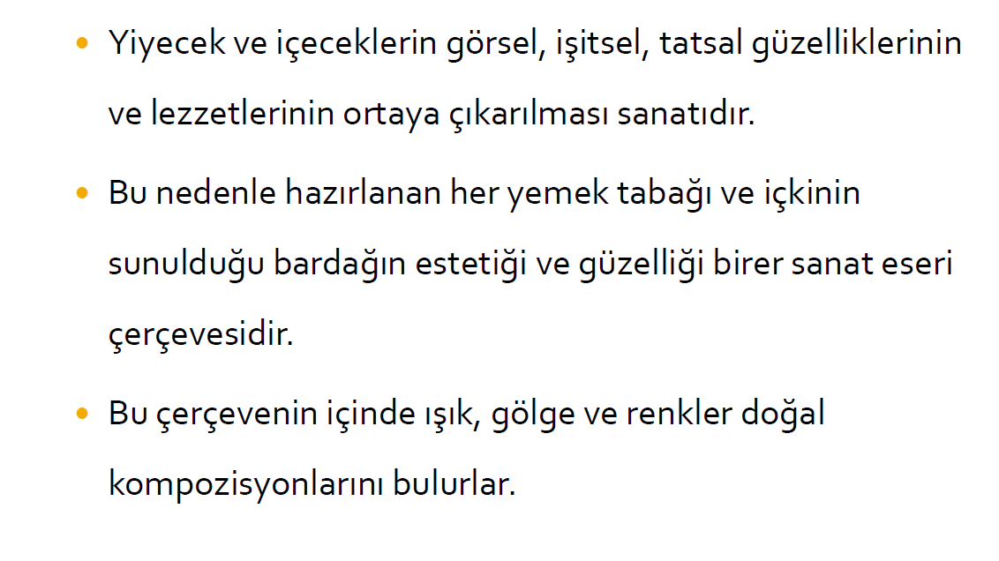 • Yiyecek ve içeceklerin görsel, işitsel, tatsal güzelliklerinin
ve lezzetlerinin ortaya çıkarılması sanatıdır.
• Bu nedenle hazırlanan her yemek tabağı ve içkinin
sunulduğu bardağın estetiği ve güzelliği birer sanat eseri
çerçevesidir.
• Bu çerçevenin içinde ışık, gölge ve renkler doğal
kompozisyonlarını bulurlar.